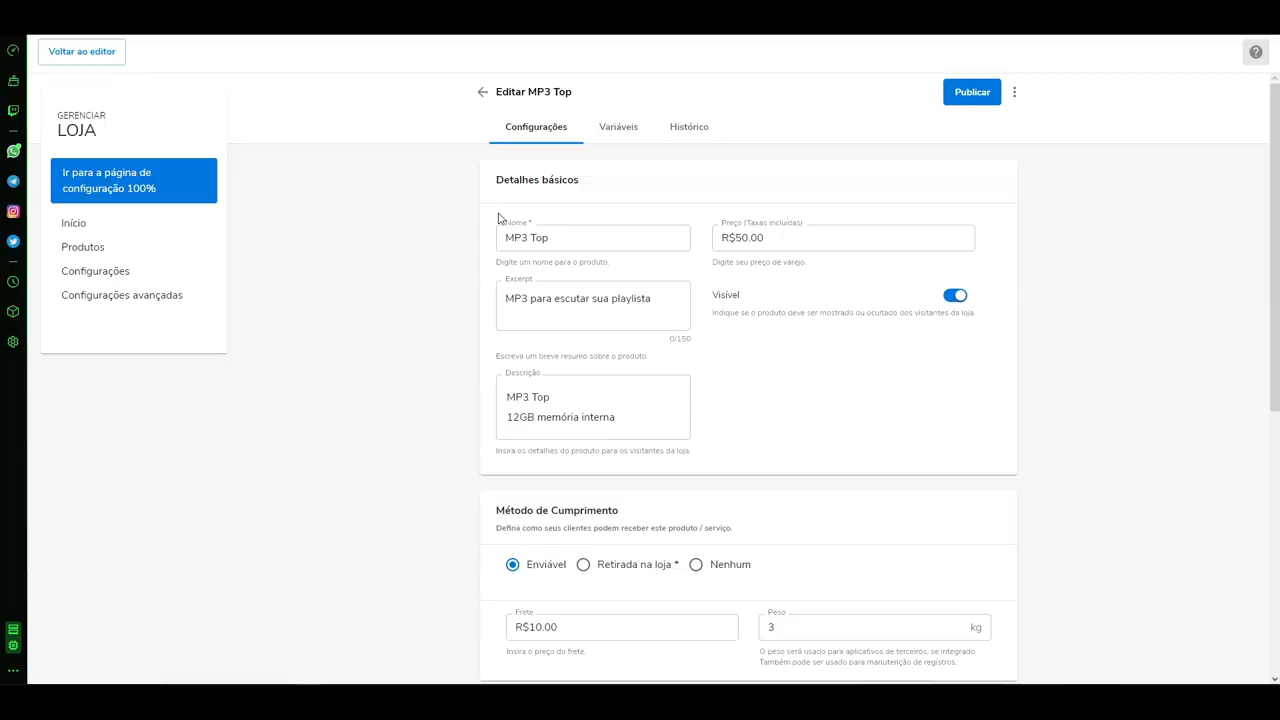 Voltar ao editor
Editar MP3 Top
Publicar
GERENCIAR
LOJA
Ir para a página de
configuração 100%
Início
Produtos
Configurações
Configurações avançadas
Configurações
Variáveis
Histórico
Detalhes básicos
Nome *
MP3 Top
Digite um nome para o produto.
Preço (Taxas incluídas)
R$50.00
Digite seu preço de varejo.
Excerpt
MP3 para escutar sua playlista
0/150
Escreva um breve resumo sobre o produto.
Visível
Indique se o produto deve ser mostrado ou ocultado dos visitantes da loja.
Descrição
MP3 Top
12GB memória interna
Insira os detalhes do produto para os visitantes da loja.
Método de Cumprimento
Defina como seus clientes podem receber este produto / serviço.
Enviável
Retirada na loja *
Nenhum
Frete
R$10.00
Insira o preço do frete.
Peso
3
kg
O peso será usado para aplicativos de terceiros, se integrado.
Também pode ser usado para manutenção de registros.